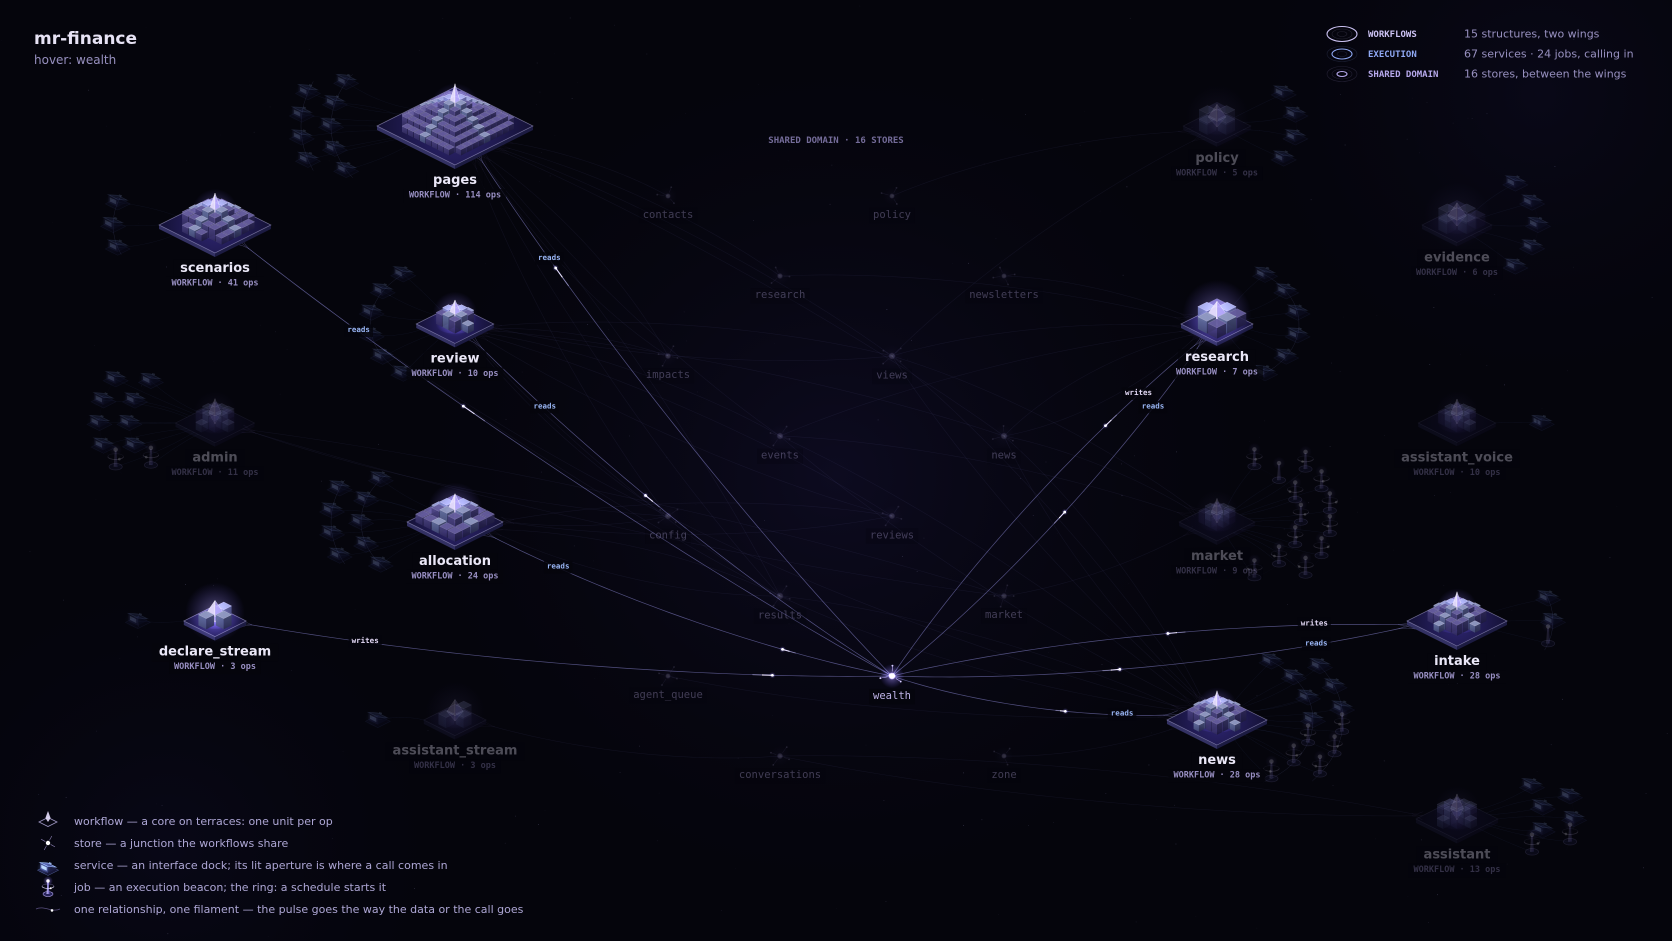 mr-finance
hover: wealth
WORKFLOWS 15 structures, two wings
EXECUTION 67 services · 24 jobs, calling in
SHARED DOMAIN 16 stores, between the wings
SHARED DOMAIN · 16 STORES
pages
WORKFLOW · 114 ops
policy
WORKFLOW · 5 ops
contacts
policy
scenarios
WORKFLOW · 41 ops
evidence
WORKFLOW · 6 ops
reads
research
newsletters
reads
review
WORKFLOW · 10 ops
research
WORKFLOW · 7 ops
impacts
views
writes
reads
reads
admin
WORKFLOW · 11 ops
events
news
assistant_voice
WORKFLOW · 10 ops
config
reviews
allocation
WORKFLOW · 24 ops
reads
market
WORKFLOW · 9 ops
results
market
writes
writes
reads
declare_stream
WORKFLOW · 3 ops
intake
WORKFLOW · 28 ops
agent_queue
wealth
reads
assistant_stream
WORKFLOW · 3 ops
conversations
zone
news
WORKFLOW · 28 ops
assistant
WORKFLOW · 13 ops
workflow — a core on terraces: one unit per op
store — a junction the workflows share
service — an interface dock; its lit aperture is where a call comes in
job — an execution beacon; the ring: a schedule starts it
one relationship, one filament — the pulse goes the way the data or the call goes